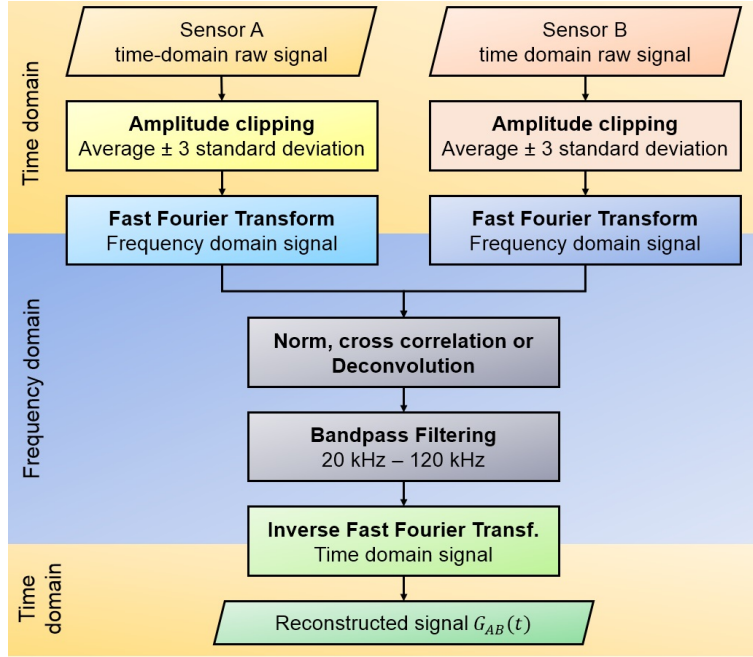 Time domain
Sensor A
time-domain raw signal
Sensor B
time domain raw signal
Amplitude clipping
Average ± 3 standard deviation
Amplitude clipping
Average ± 3 standard deviation
Fast Fourier Transform
Frequency domain signal
Fast Fourier Transform
Frequency domain signal
Frequency domain
Norm, cross correlation or
Deconvolution
Bandpass Filtering
20 kHz – 120 kHz
Inverse Fast Fourier Transf.
Time domain signal
Time
domain
Reconstructed signal G_{AB}(t)